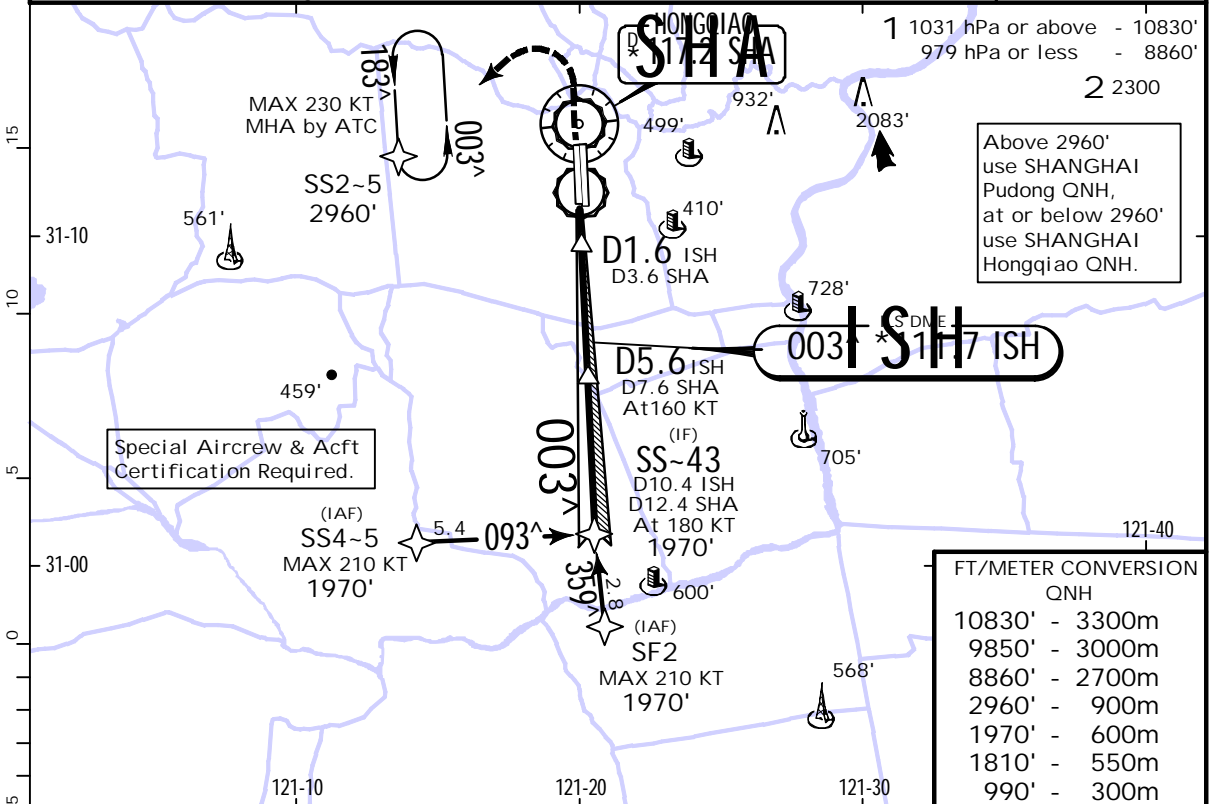 HONGQIAO
D
* 117.2 SHA
SHA
1 1031 hPa or above - 10830'
979 hPa or less - 8860'
2 2300
183^
003^
MAX 230 KT
MHA by ATC
SS2~5
2960'
932'
2083'
499'
410'
561'
Above 2960'
use SHANGHAI
Pudong QNH,
at or below 2960'
use SHANGHAI
Hongqiao QNH.
15
31-10
D1.6 ISH
D3.6 SHA
10
728'
ILS DME
003^ *111.7 ISH
ISH
D5.6 ISH
D7.6 SHA
At160 KT
459'
Special Aircrew & Acft
Certification Required.
003^
(IF)
SS~43
D10.4 ISH
D12.4 SHA
At 180 KT
1970'
705'
5
(IAF)
SS4~5
MAX 210 KT
1970'
5.4
093^
121-40
31-00
359^
2.8
600'
(IAF)
SF2
MAX 210 KT
1970'
0
568'
FT/METER CONVERSION
QNH
10830' - 3300m
9850' - 3000m
8860' - 2700m
2960' - 900m
1970' - 600m
1810' - 550m
990' - 300m
5
121-10
121-20
121-30